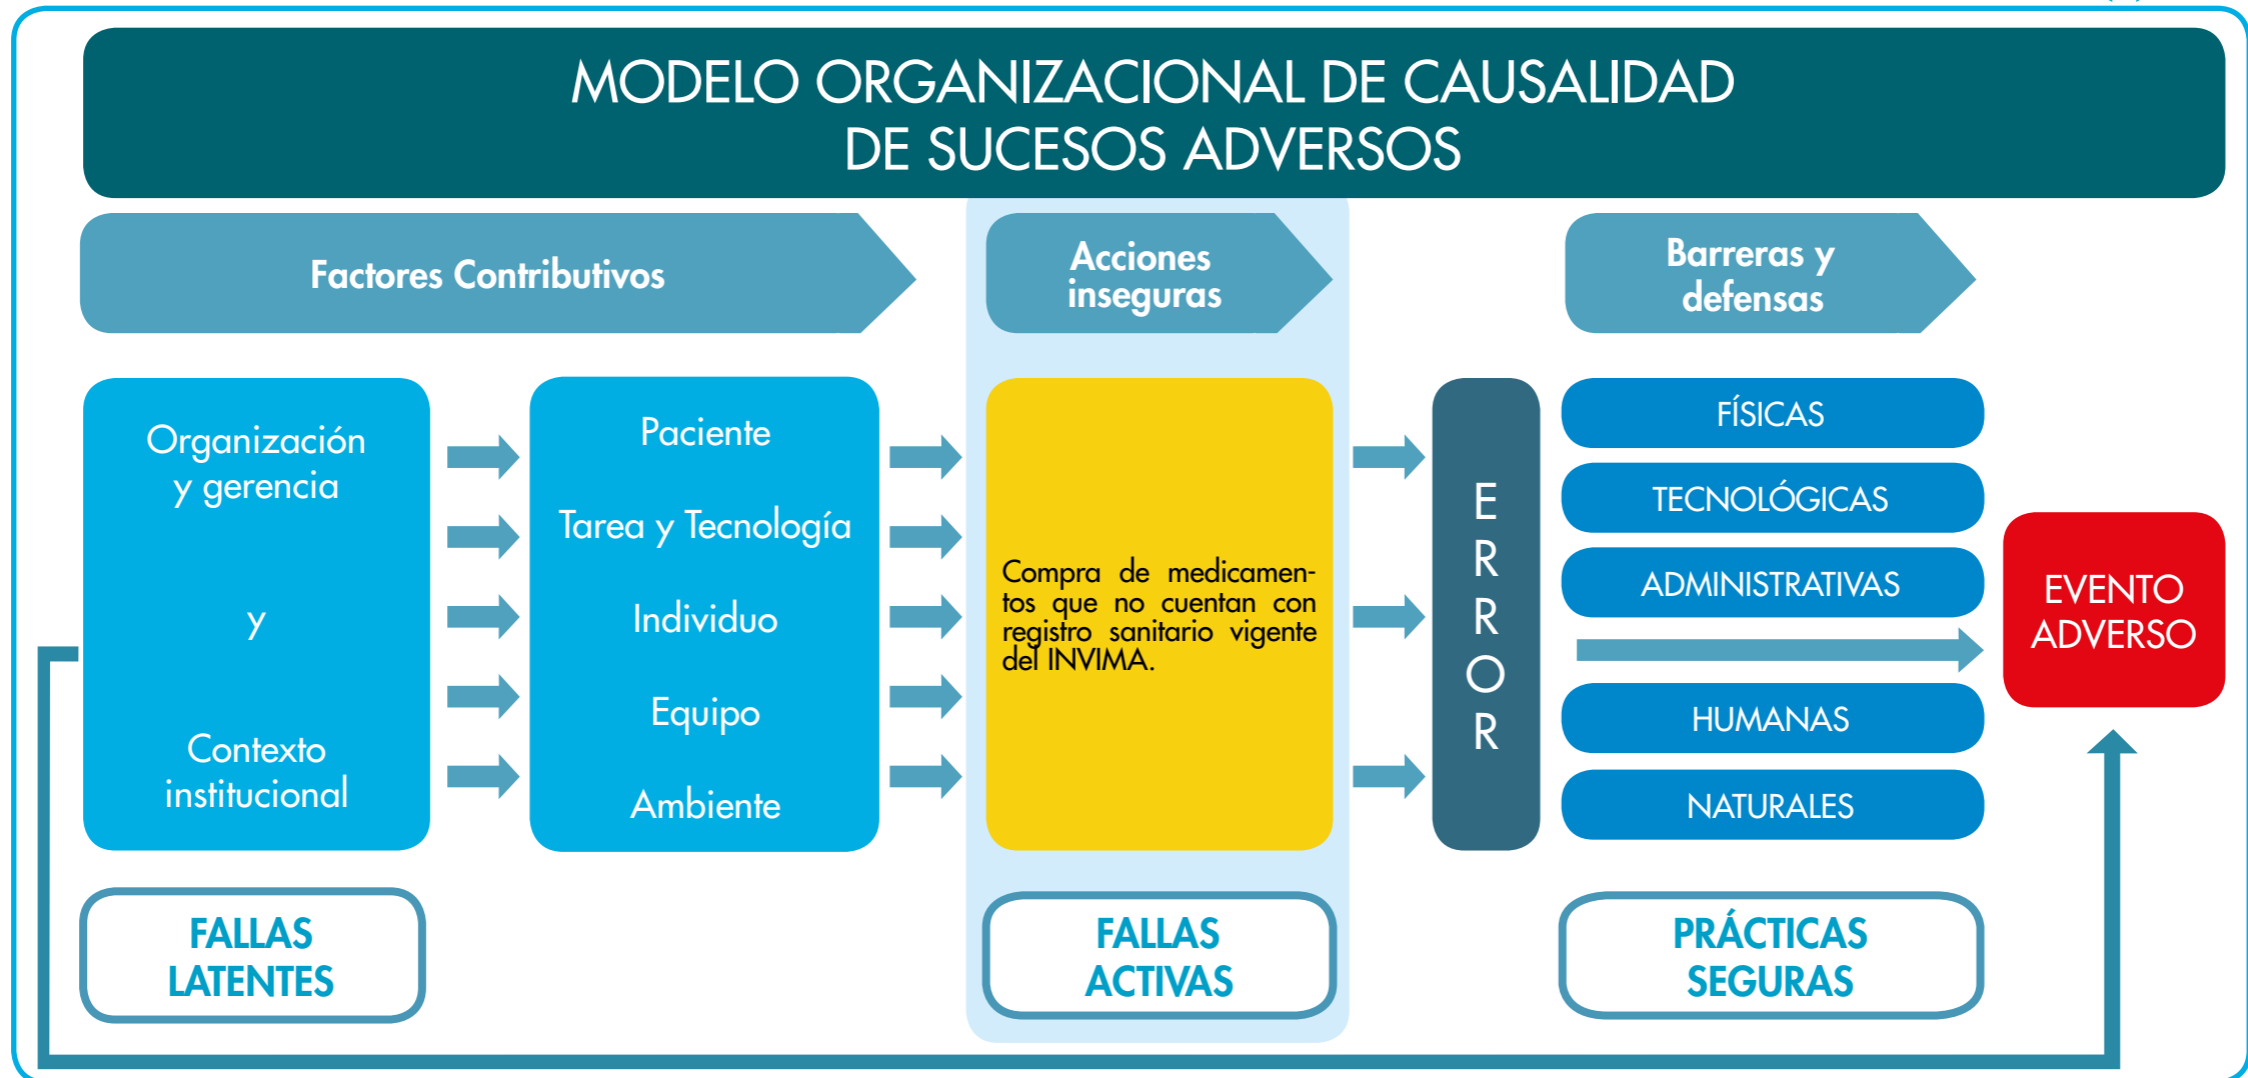 MODELO ORGANIZACIONAL DE CAUSALIDAD
DE SUCESOS ADVERSOS
Factores Contributivos
Acciones
inseguras
Barreras y
defensas
Organización
y gerencia
y
Contexto
institucional
Paciente
Tarea y Tecnología
Individuo
Equipo
Ambiente
Compra de medicamen-
tos que no cuentan con
registro sanitario vigente
del INVIMA.
E
R
R
O
R
FÍSICAS
TECNOLÓGICAS
ADMINISTRATIVAS
HUMANAS
NATURALES
EVENTO
ADVERSO
FALLAS
LATENTES
FALLAS
ACTIVAS
PRÁCTICAS
SEGURAS